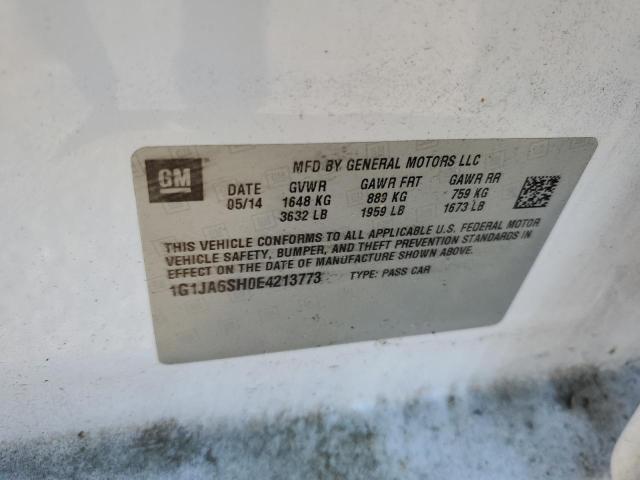 GM
MFD BY GENERAL MOTORS LLC
DATE GVWR GAWR FRT GAWR RR
05/14 1648 KG 889 KG 759 KG
3632 LB 1959 LB 1673 LB
THIS VEHICLE CONFORMS TO ALL APPLICABLE U.S. FEDERAL MOTOR
VEHICLE SAFETY, BUMPER, AND THEFT PREVENTION STANDARDS IN
EFFECT ON THE DATE OF MANUFACTURE SHOWN ABOVE.
1G1JA6SH0E4213773 TYPE: PASS CAR